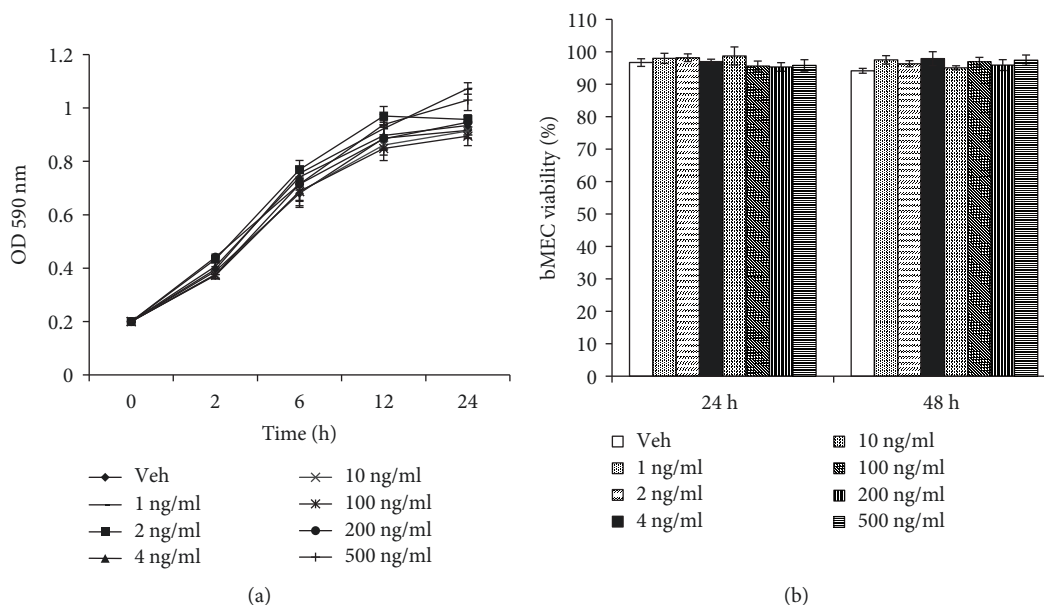 OD 590 nm
1.2
1
0.8
0.6
0.4
0.2
0
0 2 6 12 24
Time (h)
Veh
1 ng/ml
2 ng/ml
4 ng/ml
10 ng/ml
100 ng/ml
200 ng/ml
500 ng/ml
(a)
bMEC viability (%)
110
100
90
80
70
60
50
40
30
20
10
0
24 h 48 h
Veh
1 ng/ml
2 ng/ml
4 ng/ml
10 ng/ml
100 ng/ml
200 ng/ml
500 ng/ml
(b)